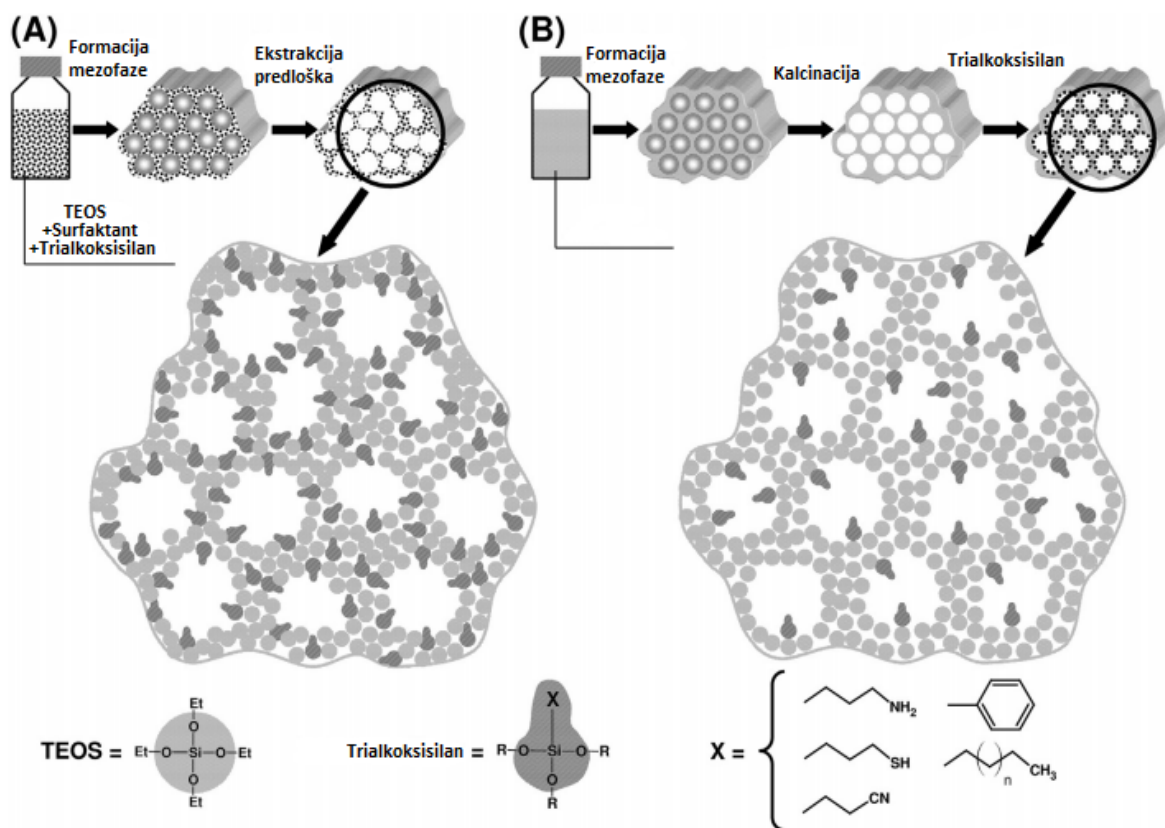 (A)
Formacija
mezofaze
Ekstrakcija
predloška
TEOS
+Surfaktant
+Trialkoksisilan
(B)
Formacija
mezofaze
Kalcinacija
Trialkoksisilan
TEOS =
Et
O
Et—O—Si—O—Et
O
Et
Trialkoksisilan =
X
R—O—Si—O—R
O
R
X =
NH2
SH
n
CH3
CN